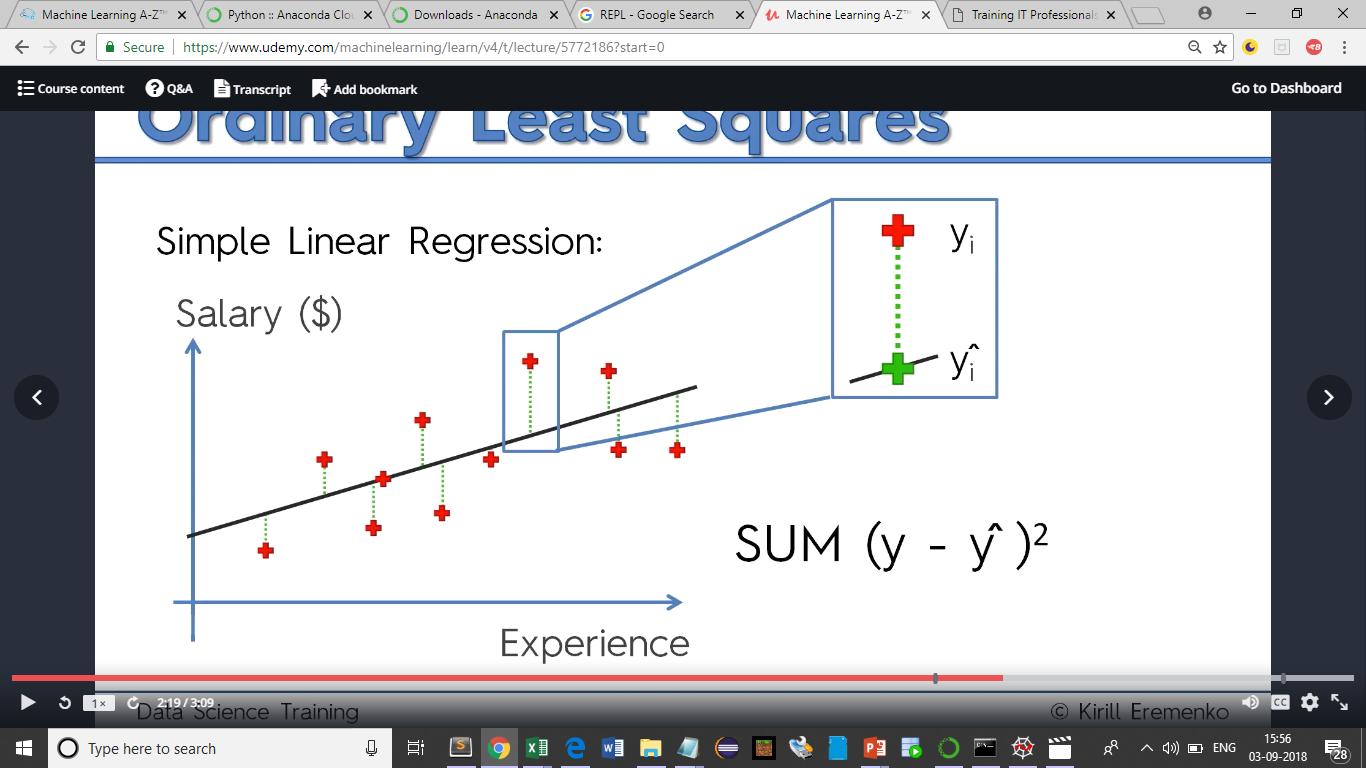 Machine Learning A-Z™
Python :: Anaconda Clou
Downloads - Anaconda
REPL - Google Search
Machine Learning A-Z™
Training IT Professionals
Secure
https://www.udemy.com/machinelearning/learn/v4/t/lecture/5772186?start=0
Course content
Q&A
Transcript
Add bookmark
Go to Dashboard
Ordinary Least Squares
Simple Linear Regression:
Salary ($)
yi
yi^
SUM (y - y^)²
Experience
1×
2:19 / 3:09
CC
Data Science Training
© Kirill Eremenko
Type here to search
ENG
15:56
03-09-2018
28